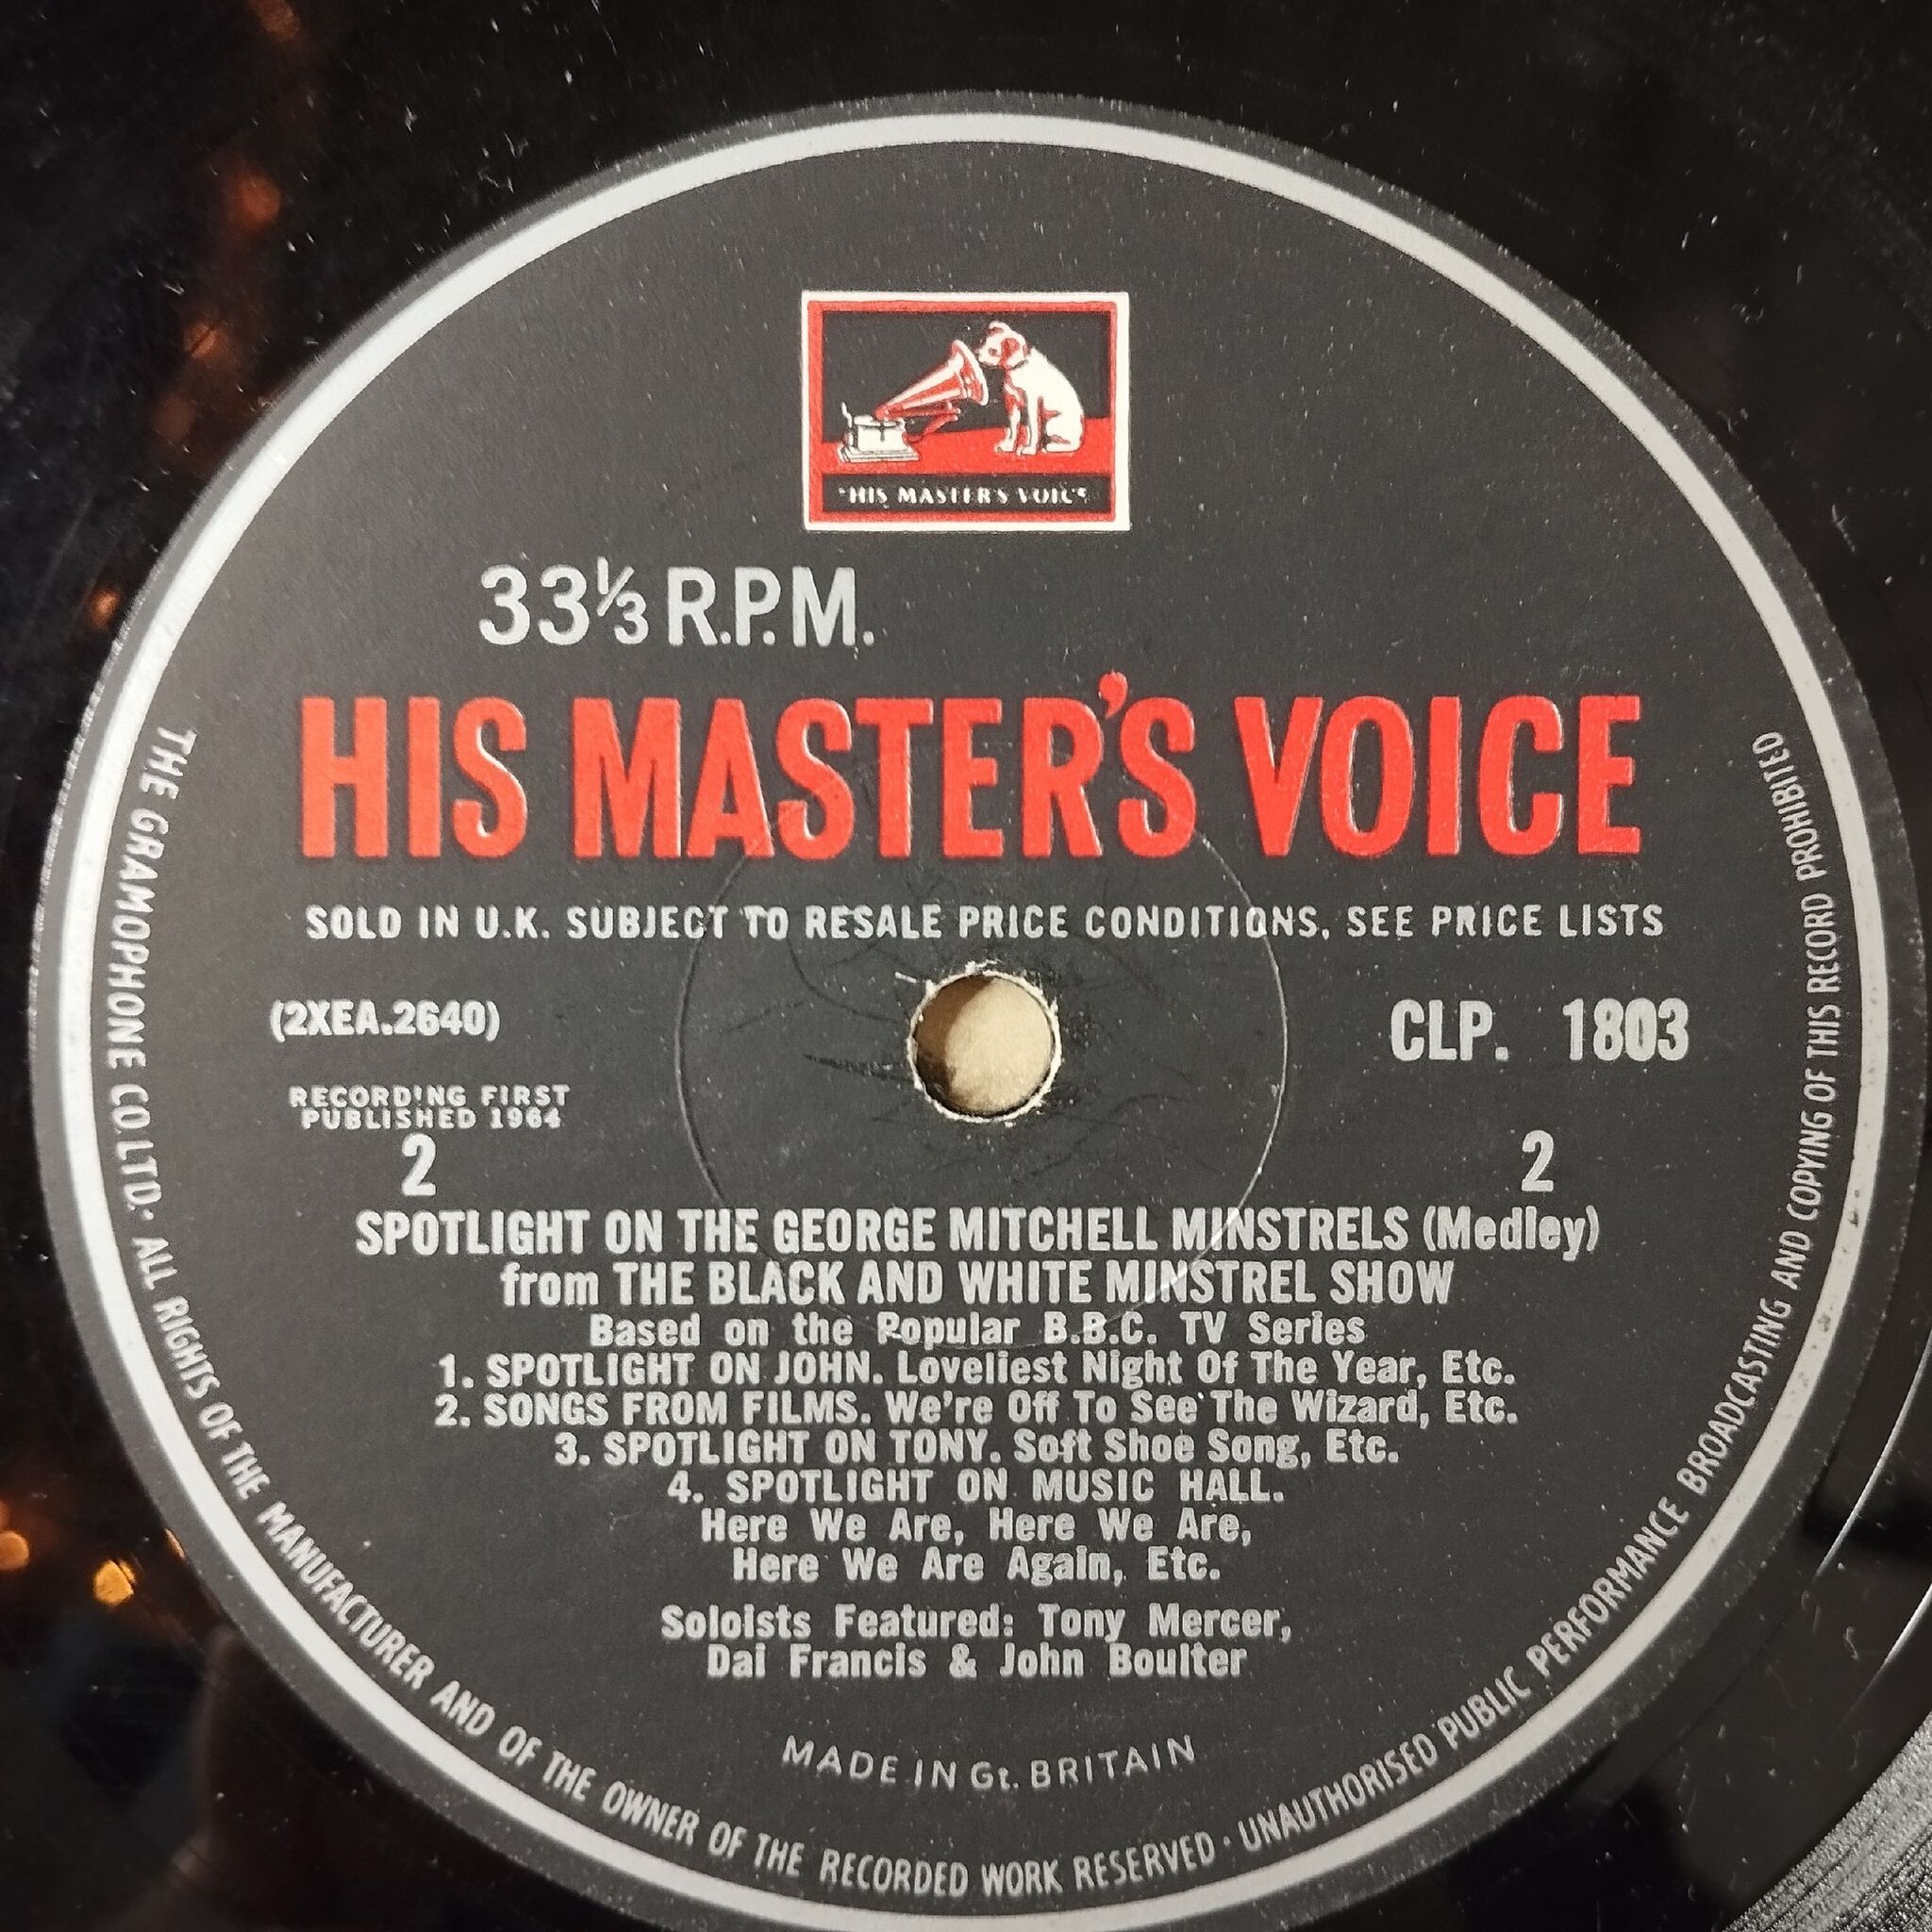 "HIS MASTER'S VOICE"
33⅓ R.P.M.
HIS MASTER'S VOICE
SOLD IN U.K. SUBJECT TO RESALE PRICE CONDITIONS, SEE PRICE LISTS
(2XEA.2640)
CLP. 1803
RECORDING FIRST
PUBLISHED 1964
2
2
SPOTLIGHT ON THE GEORGE MITCHELL MINSTRELS (Medley)
from THE BLACK AND WHITE MINSTREL SHOW
Based on the Popular B.B.C. TV Series
1. SPOTLIGHT ON JOHN. Loveliest Night Of The Year, Etc.
2. SONGS FROM FILMS. We're Off To See The Wizard, Etc.
3. SPOTLIGHT ON TONY. Soft Shoe Song, Etc.
4. SPOTLIGHT ON MUSIC HALL.
Here We Are, Here We Are,
Here We Are Again, Etc.
Soloists Featured: Tony Mercer,
Dai Francis & John Boulter
MADE IN Gt. BRITAIN
THE GRAMOPHONE CO. LTD. · ALL RIGHTS OF THE MANUFACTURER AND OF THE OWNER OF THE RECORDED WORK RESERVED · UNAUTHORISED PUBLIC PERFORMANCE BROADCASTING AND COPYING OF THIS RECORD PROHIBITED